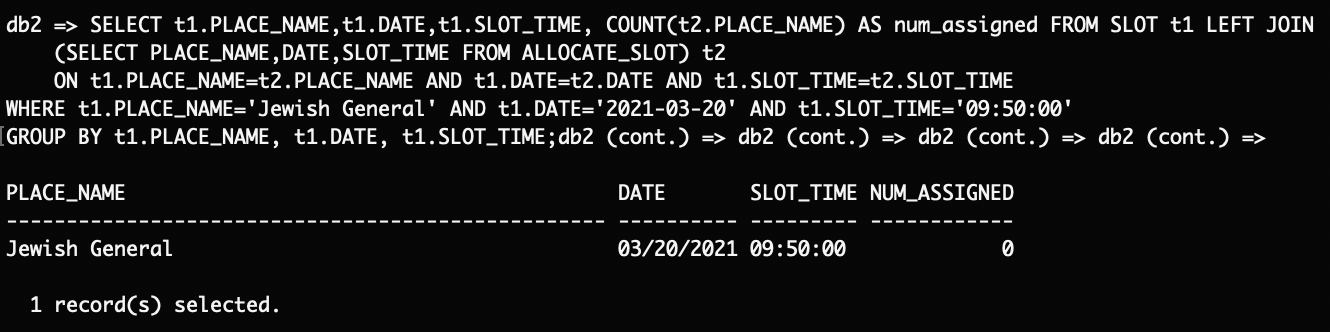 db2 => SELECT t1.PLACE_NAME,t1.DATE,t1.SLOT_TIME, COUNT(t2.PLACE_NAME) AS num_assigned FROM SLOT t1 LEFT JOIN
(SELECT PLACE_NAME,DATE,SLOT_TIME FROM ALLOCATE_SLOT) t2
ON t1.PLACE_NAME=t2.PLACE_NAME AND t1.DATE=t2.DATE AND t1.SLOT_TIME=t2.SLOT_TIME
WHERE t1.PLACE_NAME='Jewish General' AND t1.DATE='2021-03-20' AND t1.SLOT_TIME='09:50:00'
GROUP BY t1.PLACE_NAME, t1.DATE, t1.SLOT_TIME;db2 (cont.) => db2 (cont.) => db2 (cont.) => db2 (cont.) =>
PLACE_NAME DATE SLOT_TIME NUM_ASSIGNED
-------------------------------------------------- ---------- --------- ------------
Jewish General 03/20/2021 09:50:00 0
1 record(s) selected.